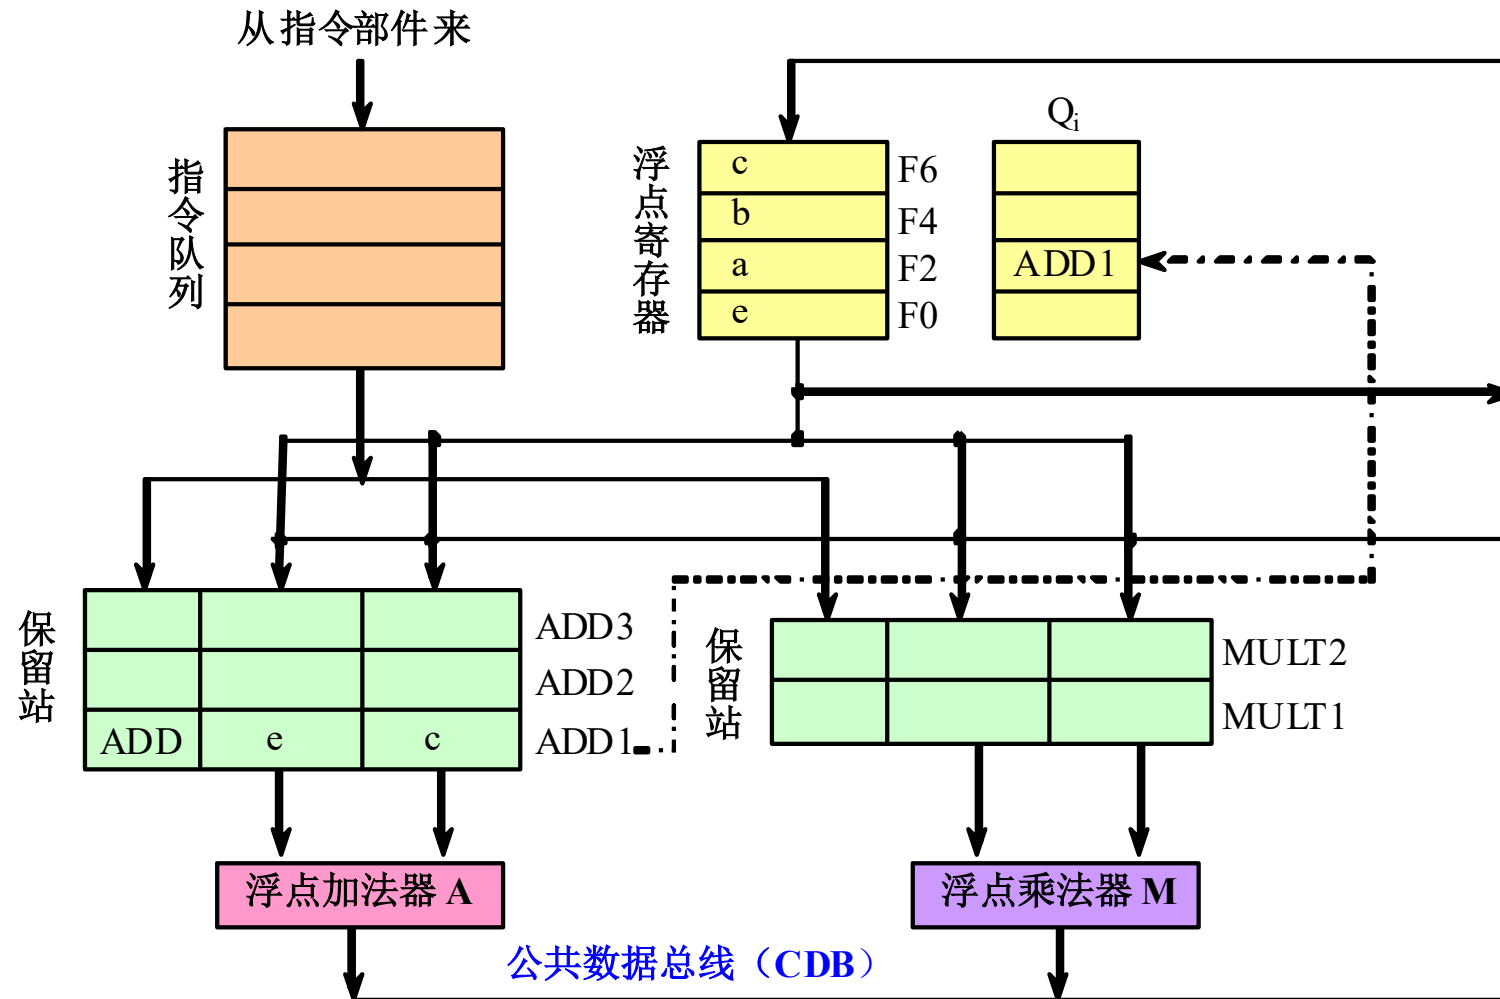 从指令部件来
Qi
指令队列
浮点寄存器
c
F6
b
F4
a
F2
ADD1
e
F0
保留站
ADD3
ADD2
ADD
e
c
ADD1
保留站
MULT2
MULT1
浮点加法器 A
浮点乘法器 M
公共数据总线（CDB）